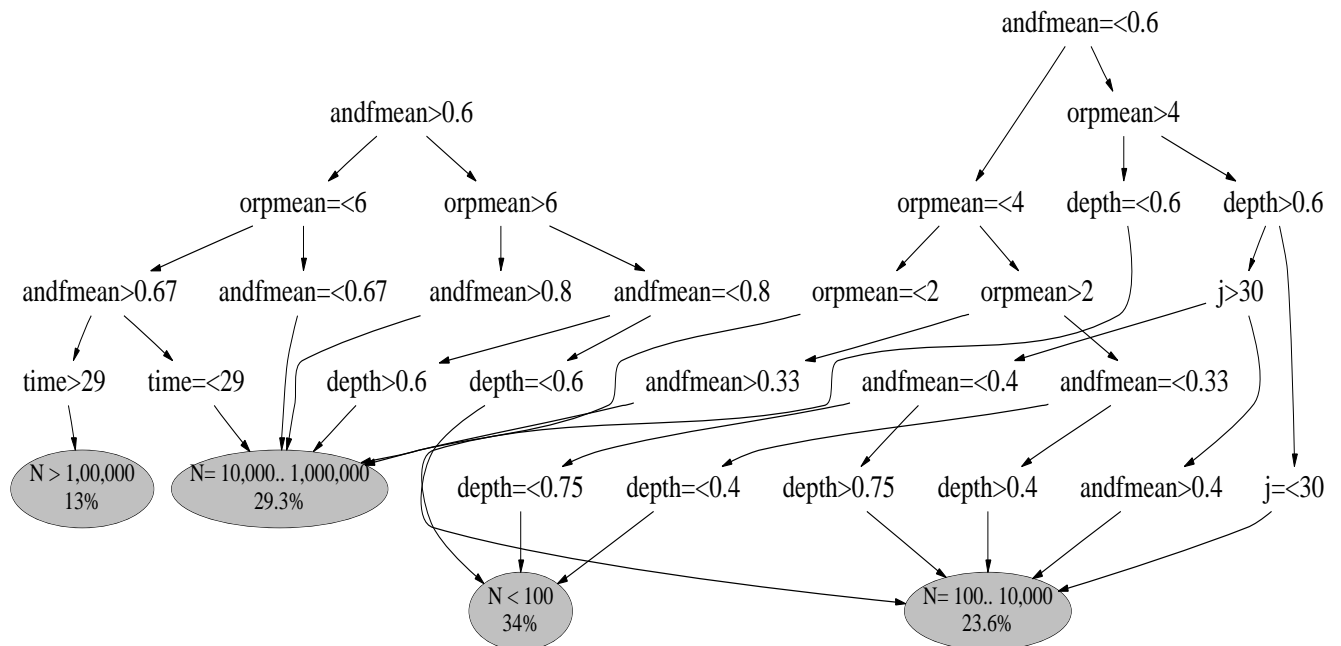 andfmean=<0.6
andfmean>0.6
orpmean>4
orpmean=<6
orpmean>6
orpmean=<4
depth=<0.6
depth>0.6
andfmean>0.67
andfmean=<0.67
andfmean>0.8
andfmean=<0.8
orpmean=<2
orpmean>2
j>30
time>29
time=<29
depth>0.6
depth=<0.6
andfmean>0.33
andfmean=<0.4
andfmean=<0.33
N > 1,00,000
13%
N= 10,000.. 1,000,000
29.3%
depth=<0.75
depth=<0.4
depth>0.75
depth>0.4
andfmean>0.4
j=<30
N < 100
34%
N= 100.. 10,000
23.6%